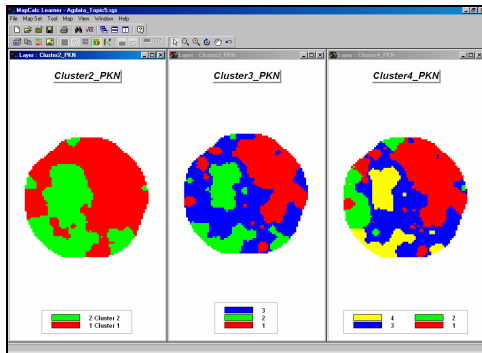 MapCalc Learner - Agdata_Topic5.rgs
File Map Set Tool Map View Window Help
Layer : Cluster2_PKN
Layer : Cluster3_PKN
Layer : Cluster4_PKN
Cluster2_PKN
Cluster3_PKN
Cluster4_PKN
2 Cluster 2
1 Cluster 1
3
2
1
4 2
3 1